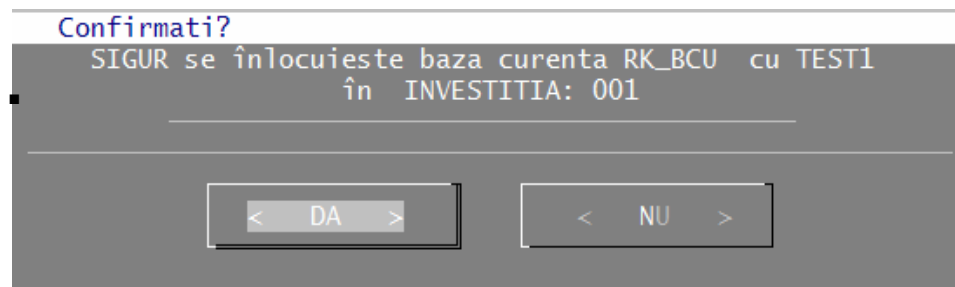 Confirmati?
SIGUR se înlocuieste baza curenta RK_BCU cu TEST1
în INVESTITIA: 001
< DA > < NU >